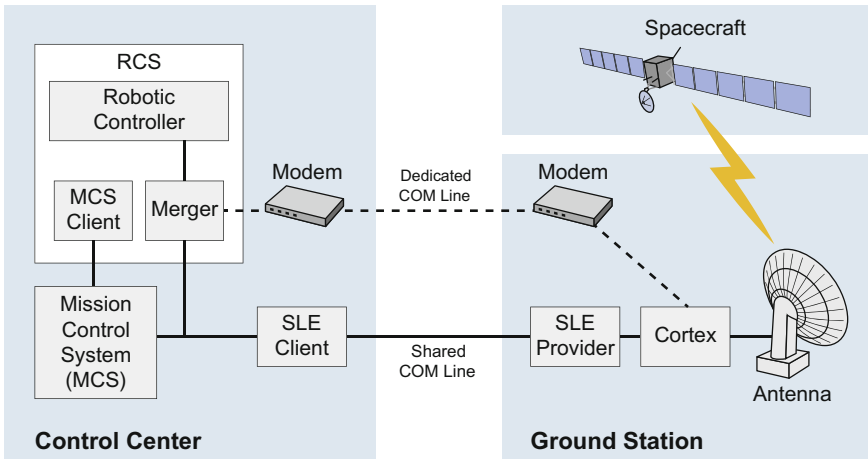 RCS
Robotic
Controller
MCS
Client
Merger
Modem
Dedicated
COM Line
Modem
Spacecraft
Mission
Control
System
(MCS)
SLE
Client
Shared
COM Line
SLE
Provider
Cortex
Antenna
Control Center
Ground Station